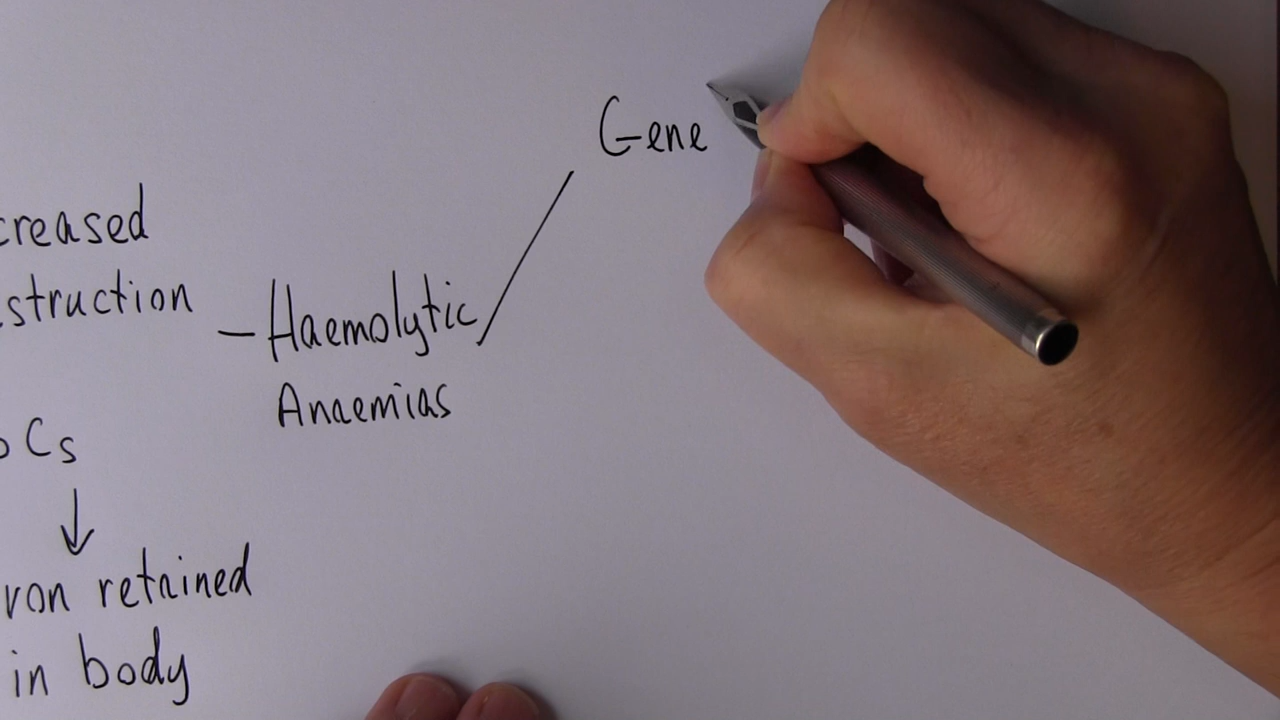 Gene
creased
struction
– Haemolytic
Anaemias
Cs
↓
ron retained
in body